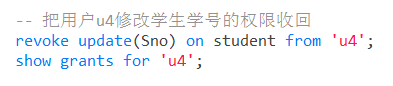 -- 把用户u4修改学生学号的权限收回
revoke update(Sno) on student from 'u4';
show grants for 'u4';